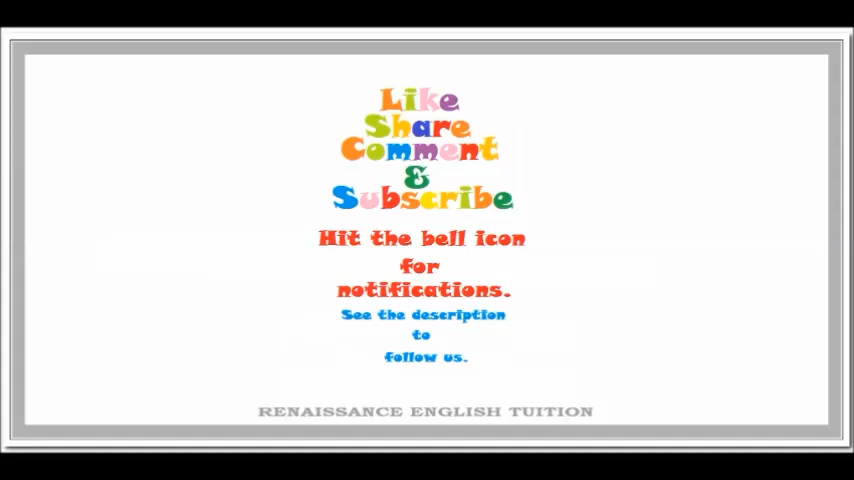 Like
Share
Comment
&
Subscribe
Hit the bell icon
for
notifications.
See the description
to
follow us.
RENAISSANCE ENGLISH TUITION